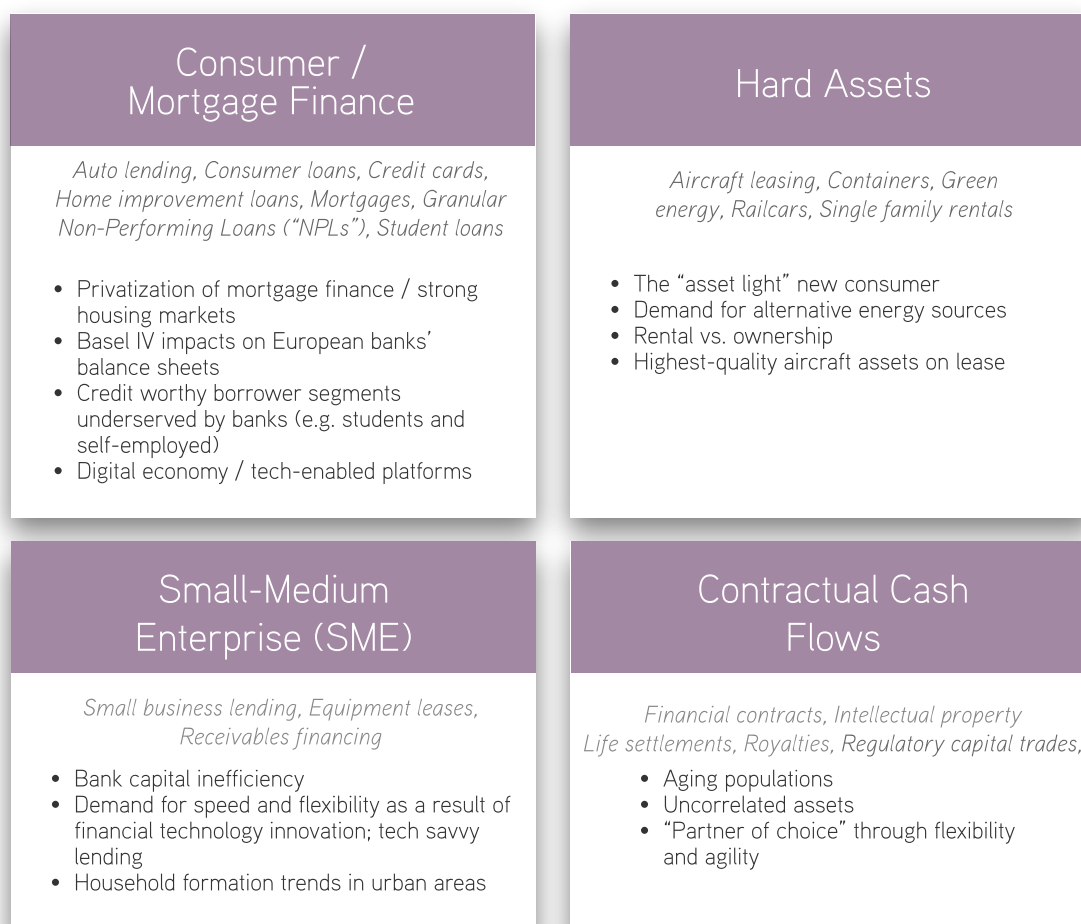 Consumer /
Mortgage Finance
Auto lending, Consumer loans, Credit cards,
Home improvement loans, Mortgages, Granular
Non-Performing Loans (“NPLs”), Student loans
• Privatization of mortgage finance / strong
housing markets
• Basel IV impacts on European banks’
balance sheets
• Credit worthy borrower segments
underserved by banks (e.g. students and
self-employed)
• Digital economy / tech-enabled platforms
Hard Assets
Aircraft leasing, Containers, Green
energy, Railcars, Single family rentals
• The “asset light” new consumer
• Demand for alternative energy sources
• Rental vs. ownership
• Highest-quality aircraft assets on lease
Small-Medium
Enterprise (SME)
Small business lending, Equipment leases,
Receivables financing
• Bank capital inefficiency
• Demand for speed and flexibility as a result of
financial technology innovation; tech savvy
lending
• Household formation trends in urban areas
Contractual Cash
Flows
Financial contracts, Intellectual property
Life settlements, Royalties, Regulatory capital trades,
• Aging populations
• Uncorrelated assets
• “Partner of choice” through flexibility
and agility